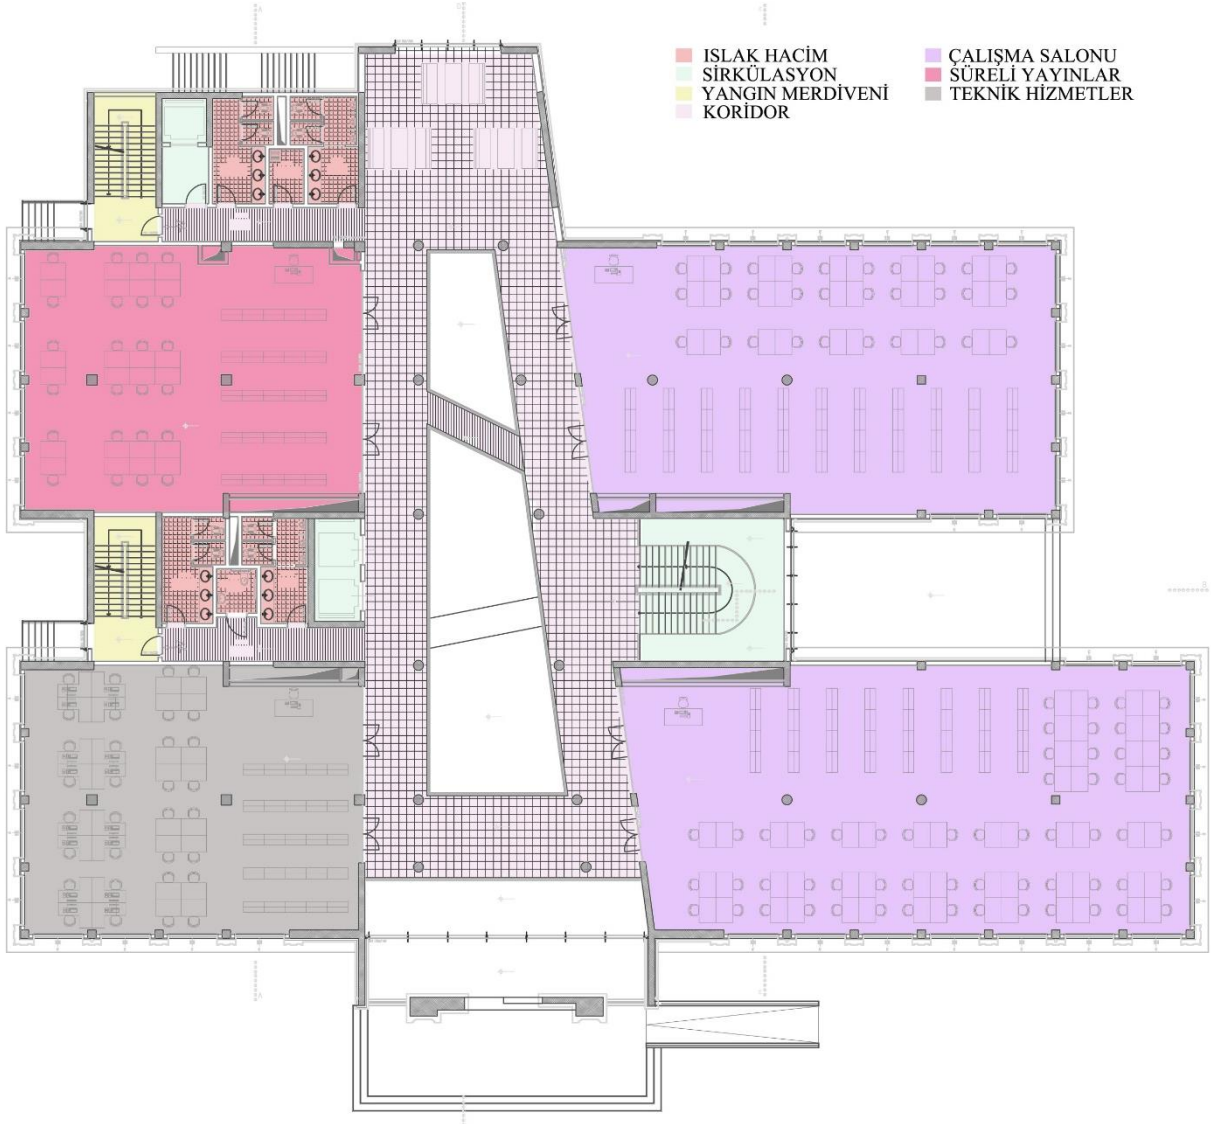 ISLAK HACİM
SİRKÜLASYON
YANGIN MERDİVENİ
KORİDOR
ÇALIŞMA SALONU
SÜRELİ YAYINLAR
TEKNİK HİZMETLER